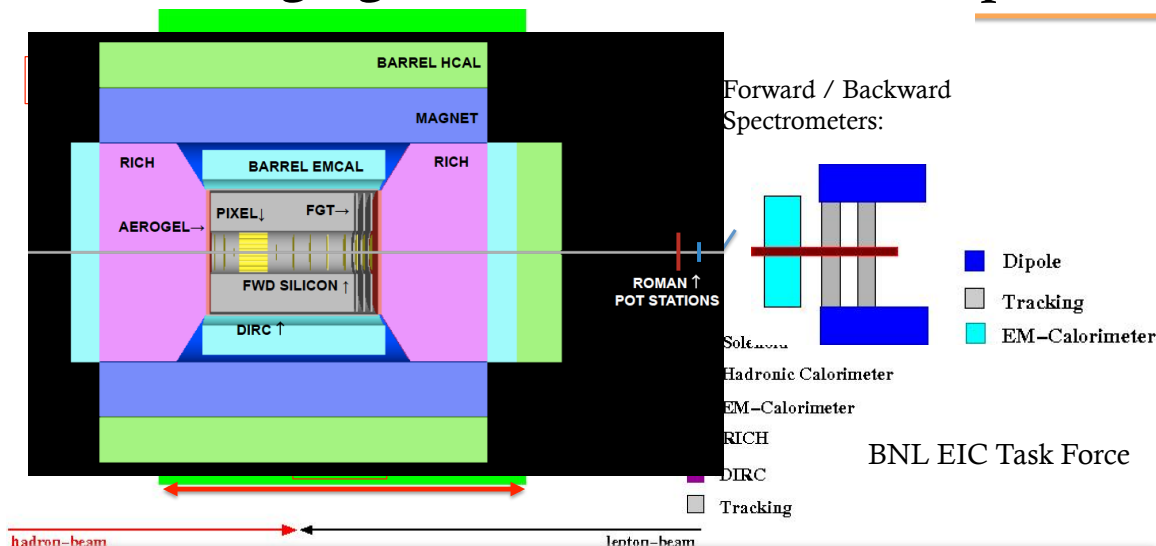 BARREL HCAL
MAGNET
RICH
BARREL EMCAL
RICH
PIXEL↓
FGT→
AEROGEL→
FWD SILICON ↑
DIRC ↑
ROMAN ↑
POT STATIONS
Forward / Backward
Spectrometers:
Dipole
Tracking
EM-Calorimeter
Solenoid
Hadronic Calorimeter
EM-Calorimeter
RICH
DIRC
Tracking
BNL EIC Task Force
hadron-beam
lepton-beam